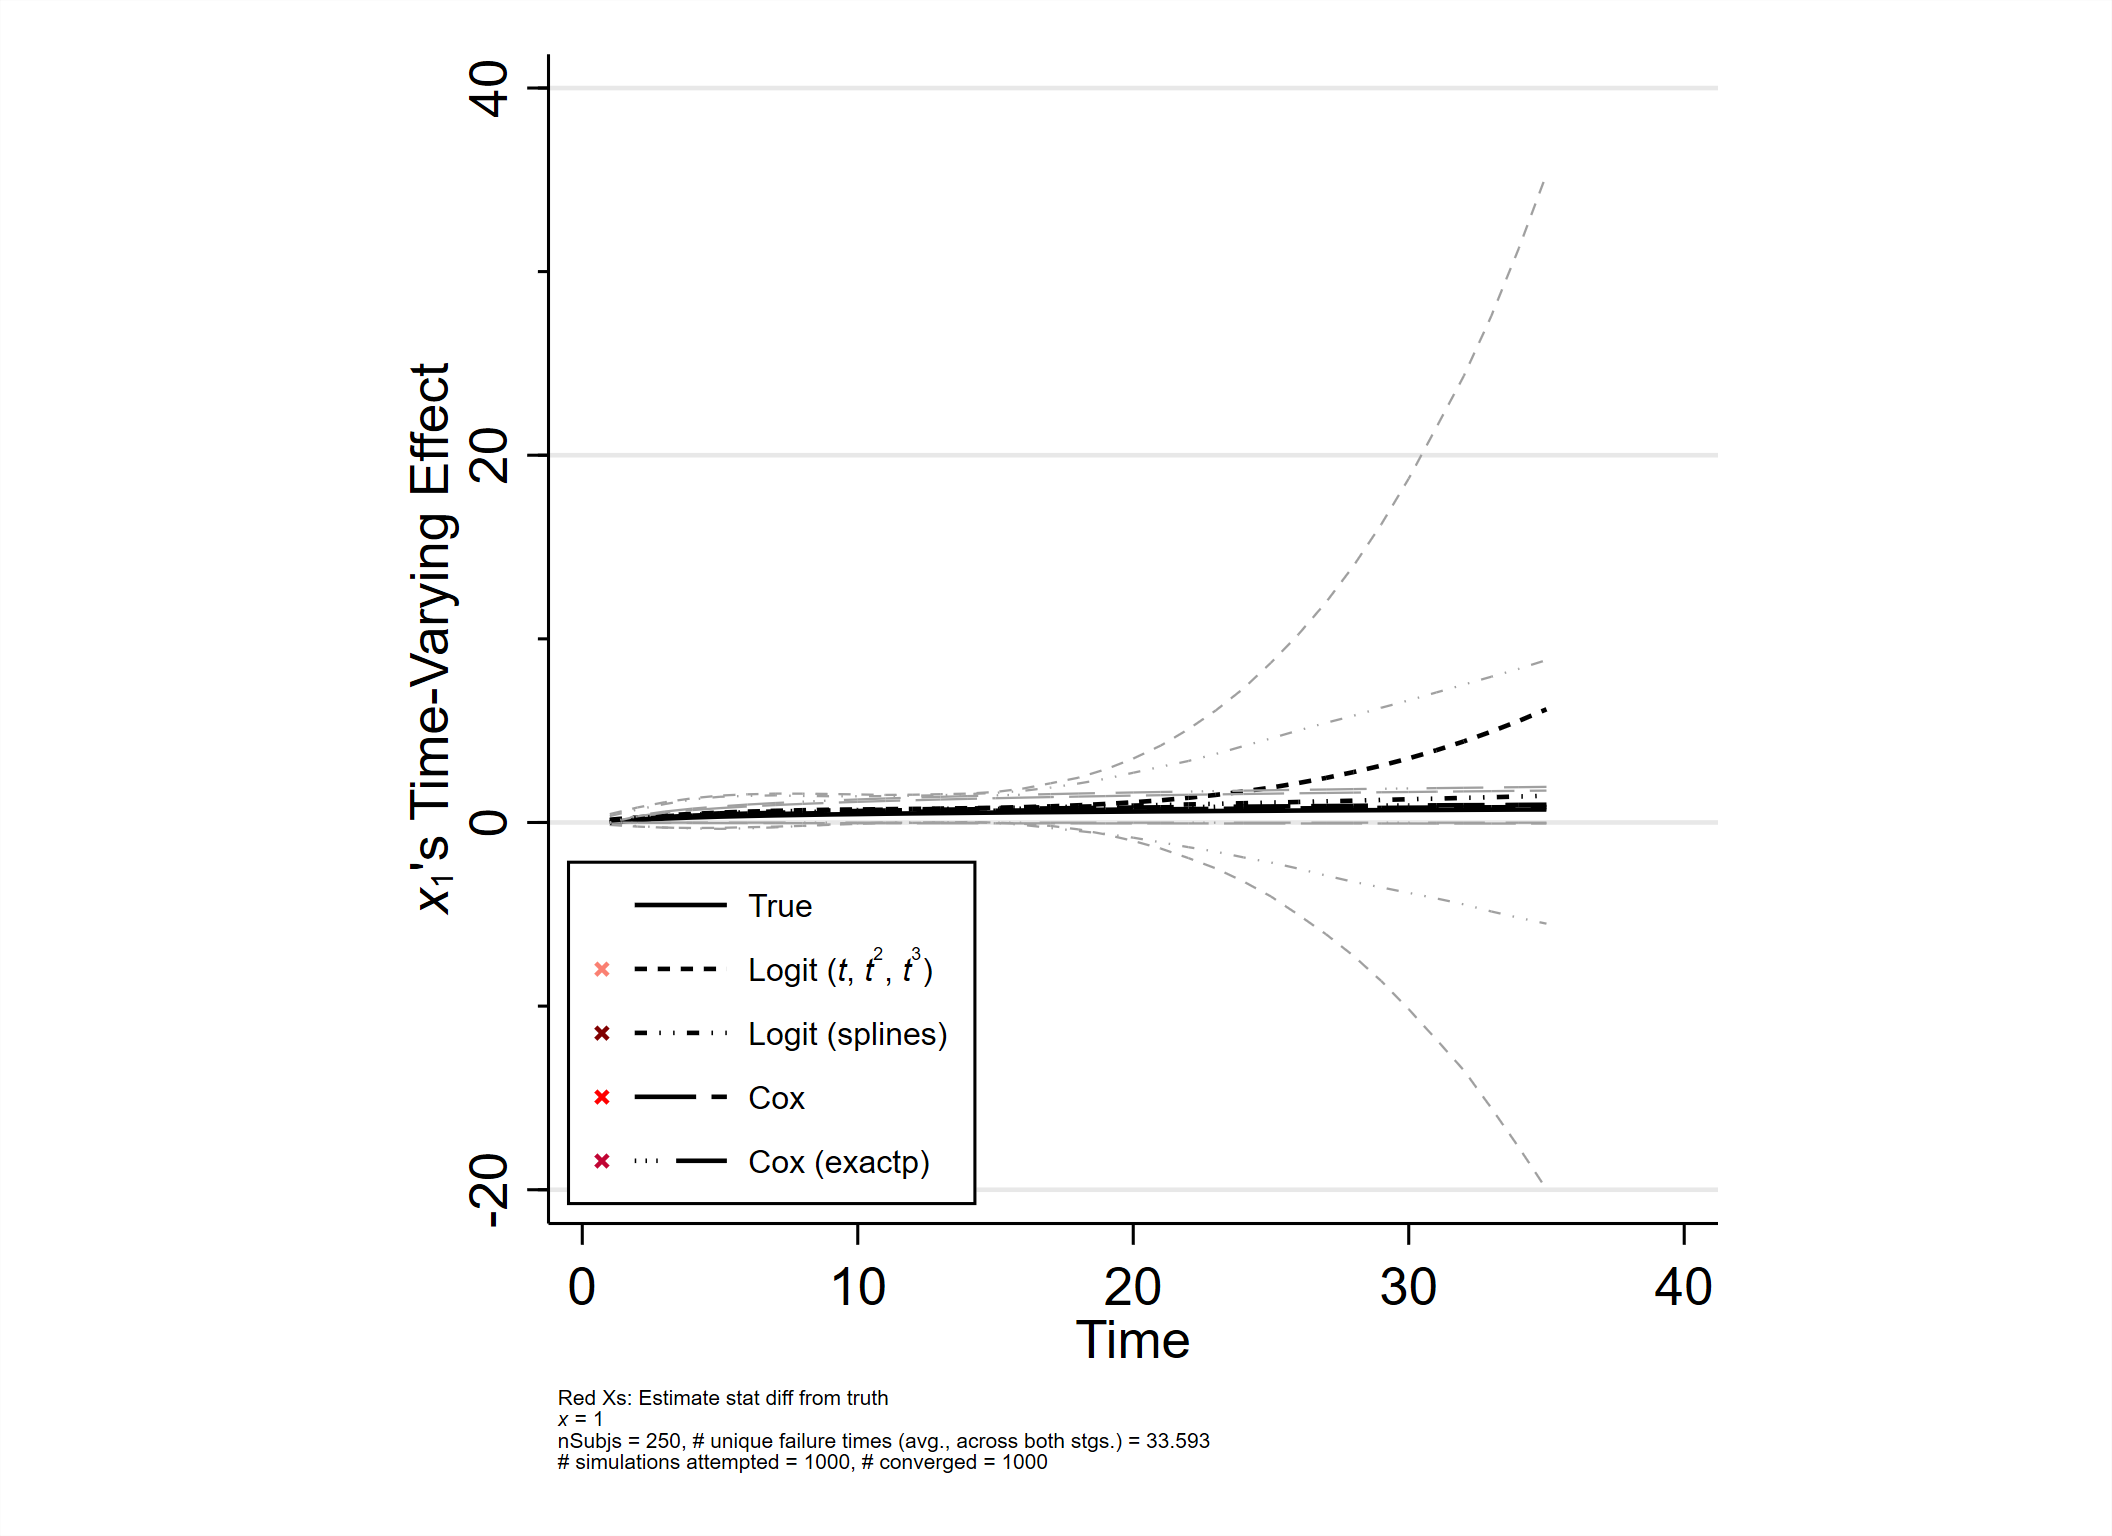 40
20
0
-20
x₁'s Time-Varying Effect
True
Logit (t, t², t³)
Logit (splines)
Cox
Cox (exactp)
0 10 20 30 40
Time
Red Xs: Estimate stat diff from truth
x = 1
nSubjs = 250, # unique failure times (avg., across both stgs.) = 33.593
# simulations attempted = 1000, # converged = 1000